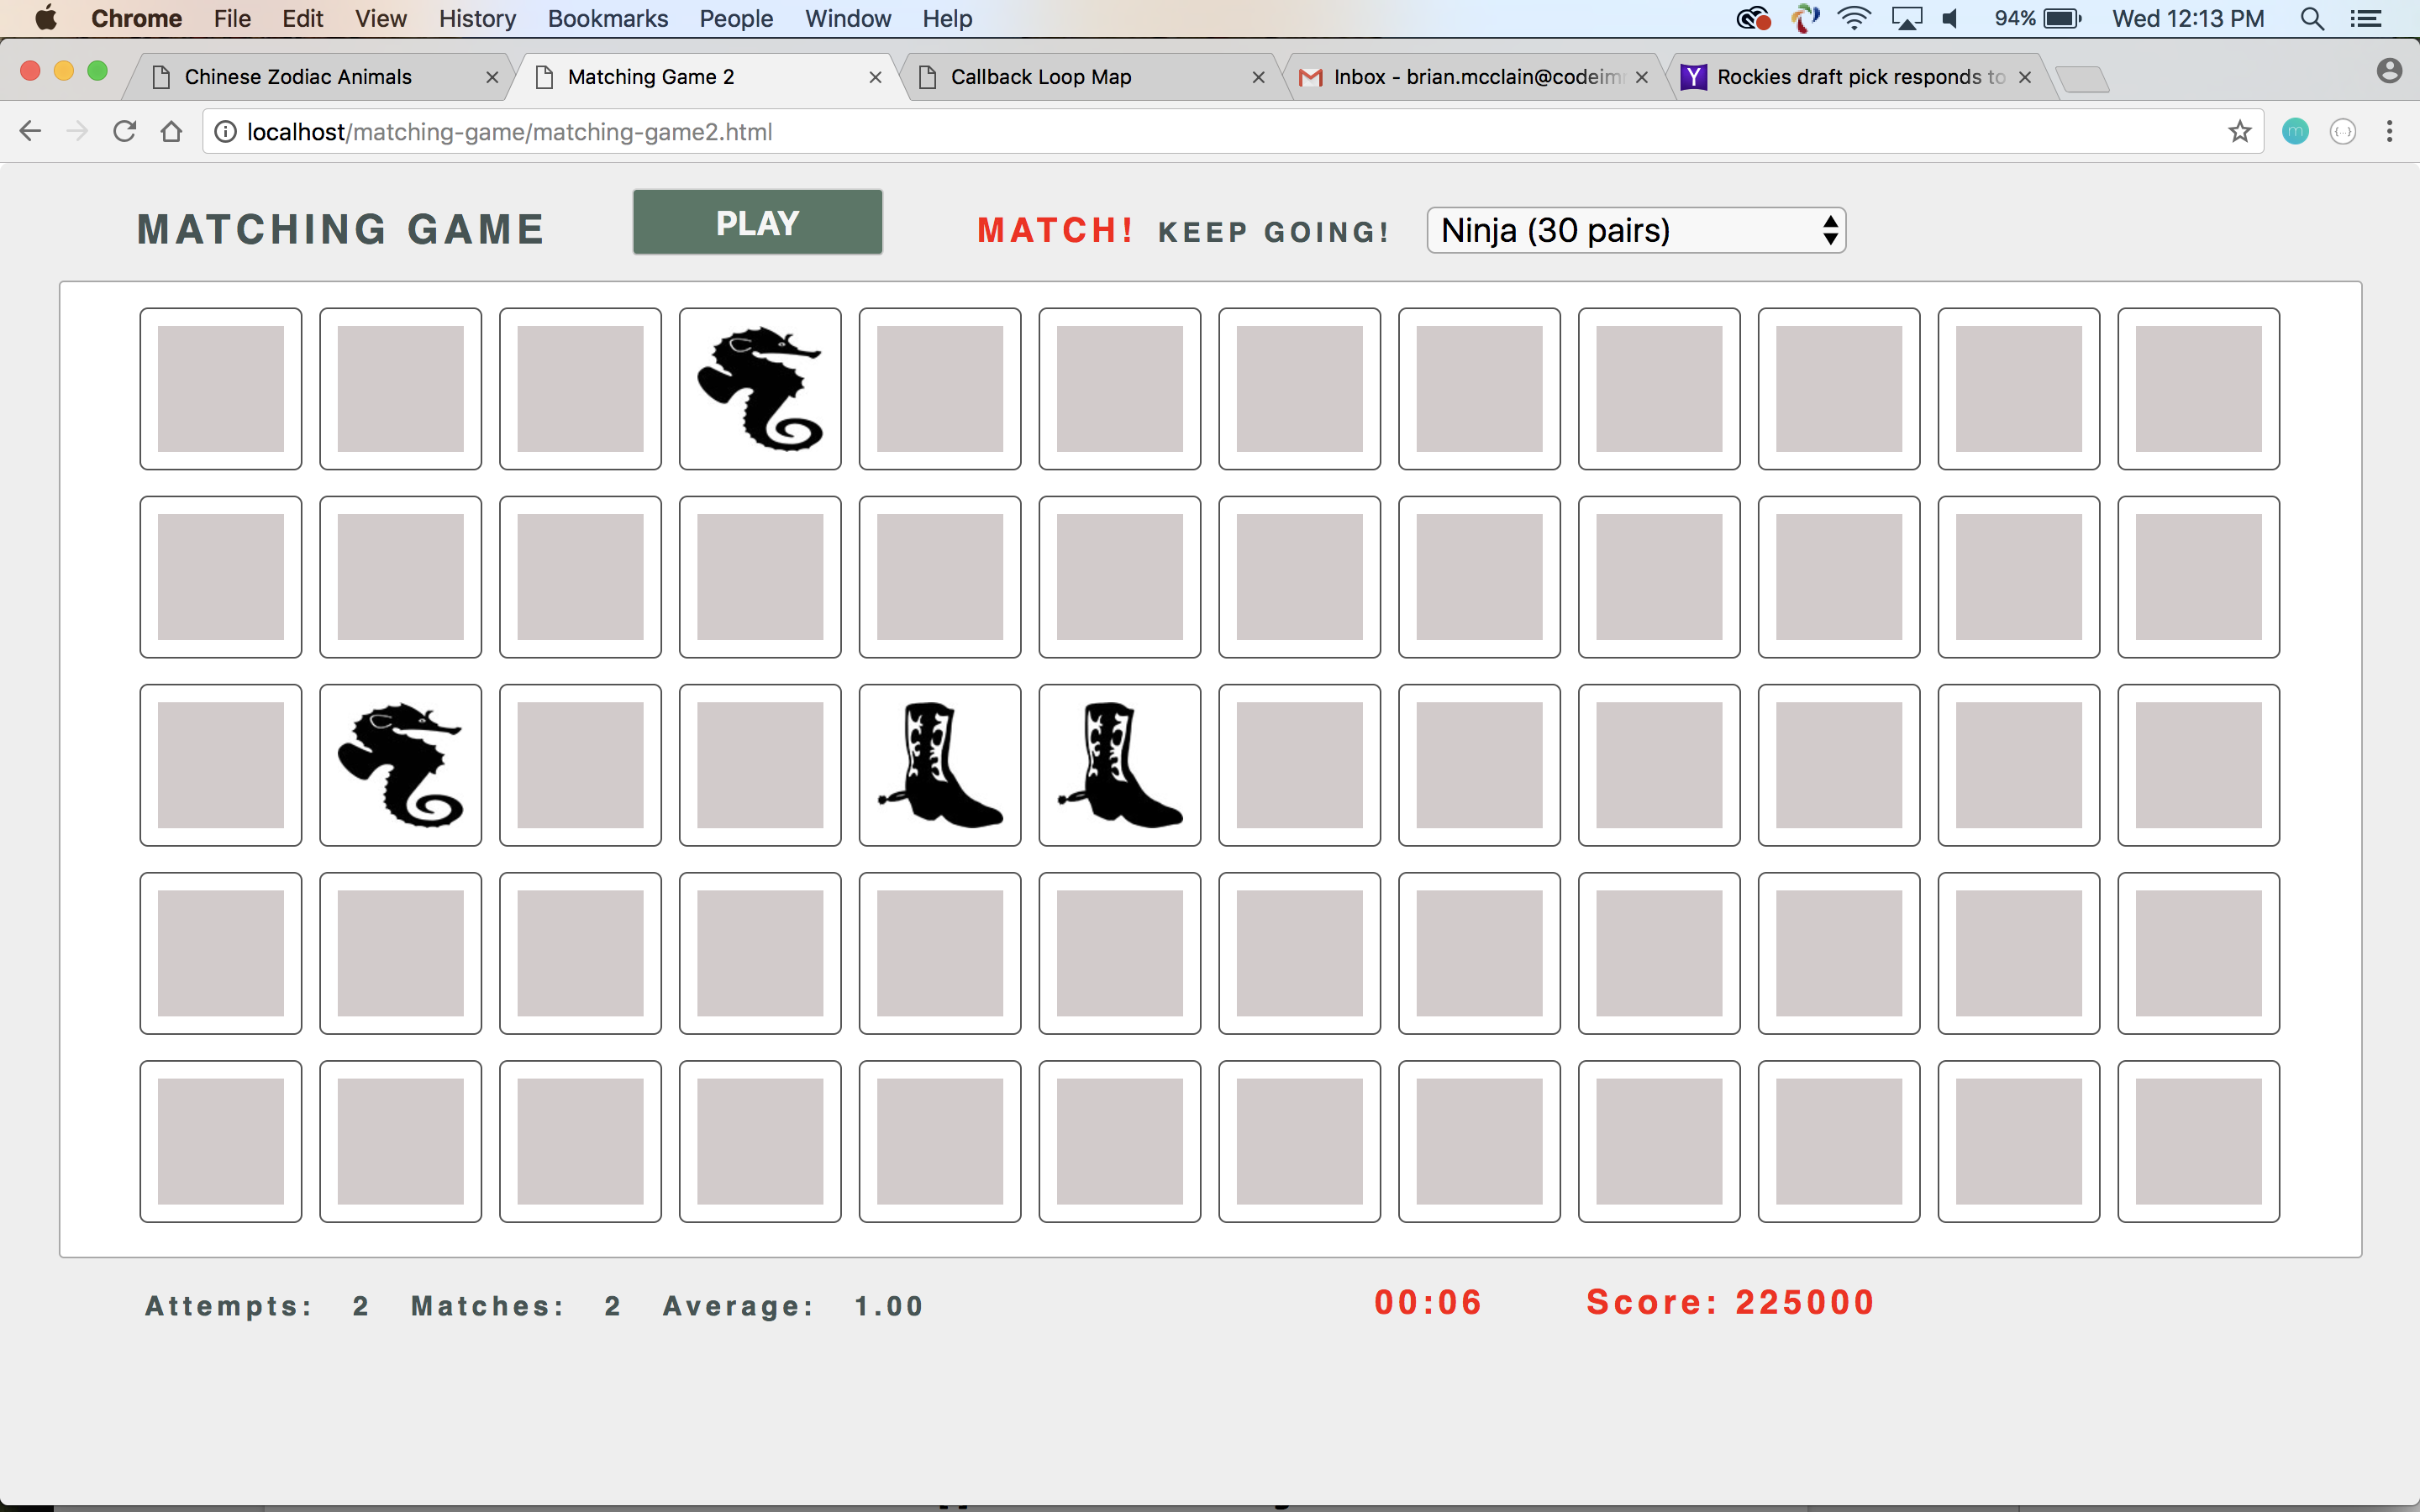 Chrome File Edit View History Bookmarks People Window Help 94% Wed 12:13 PM
Chinese Zodiac Animals Matching Game 2 Callback Loop Map Inbox - brian.mcclain@codeim Rockies draft pick responds to
localhost/matching-game/matching-game2.html
MATCHING GAME PLAY MATCH! KEEP GOING! Ninja (30 pairs)
Attempts: 2 Matches: 2 Average: 1.00 00:06 Score: 225000